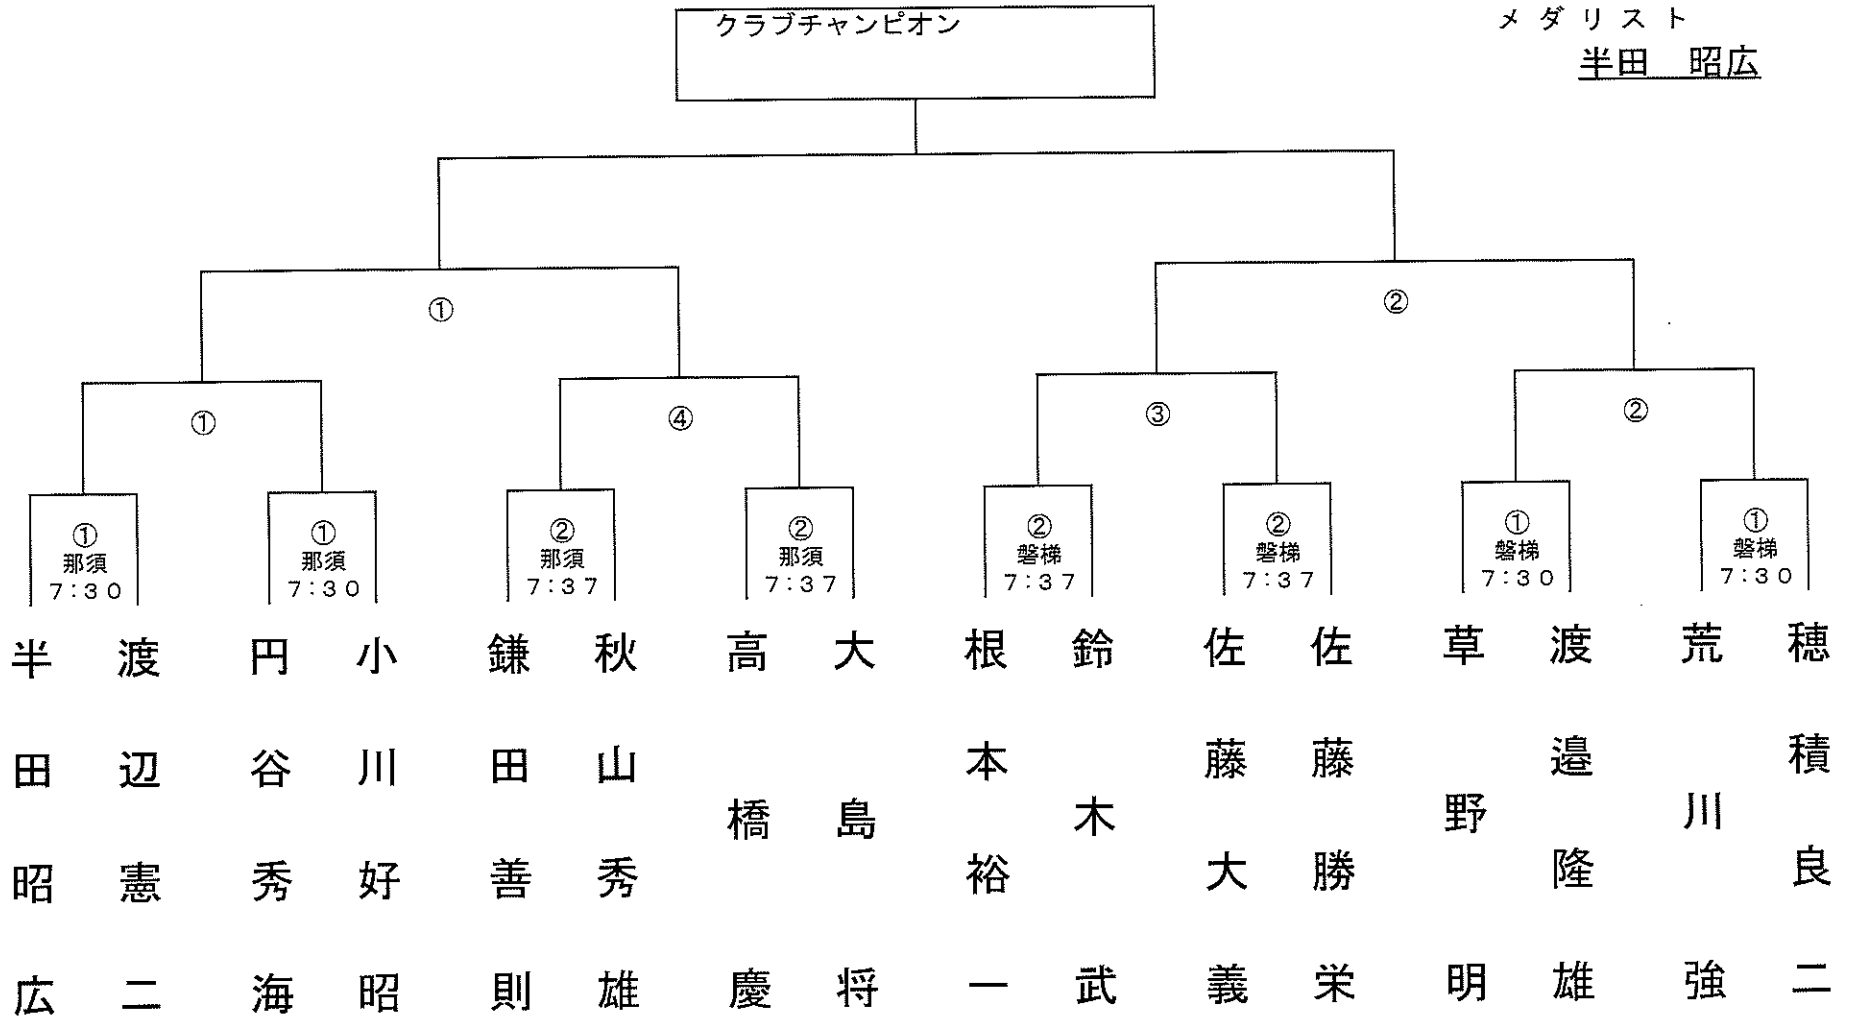 クラブチャンピオン
メダリスト
半田 昭広
①
②
①
④
③
②
①
那須
7:30
①
那須
7:30
②
那須
7:37
②
那須
7:37
②
磐梯
7:37
②
磐梯
7:37
①
磐梯
7:30
①
磐梯
7:30
半田昭広
渡辺憲二
円谷秀海
小川好昭
鎌田善則
秋山秀雄
高橋慶
大島将
根本裕一
鈴木武
佐藤大義
佐藤勝栄
草野明
渡邉隆雄
荒川強
穂積良二